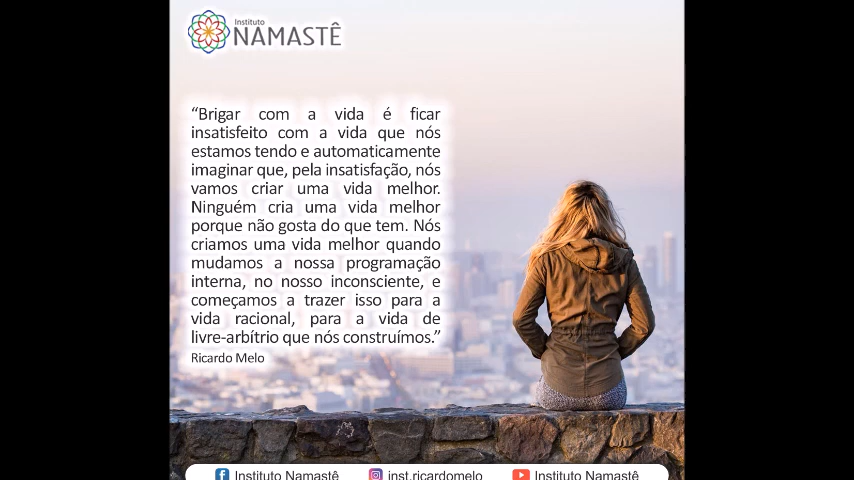 Instituto
NAMASTÊ
“Brigar com a vida é ficar
insatisfeito com a vida que nós
estamos tendo e automaticamente
imaginar que, pela insatisfação, nós
vamos criar uma vida melhor.
Ninguém cria uma vida melhor
porque não gosta do que tem. Nós
criamos uma vida melhor quando
mudamos a nossa programação
interna, no nosso inconsciente, e
começamos a trazer isso para a
vida racional, para a vida de
livre-arbítrio que nós construímos.”
Ricardo Melo
Instituto Namastê inst.ricardomelo Instituto Namastê